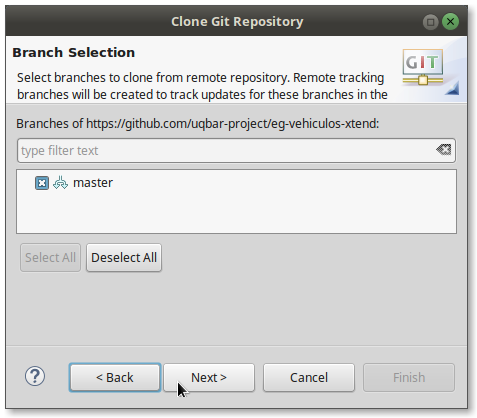 Clone Git Repository
Branch Selection
GIT
Select branches to clone from remote repository. Remote tracking
branches will be created to track updates for these branches in the
Branches of https://github.com/uqbar-project/eg-vehiculos-xtend:
type filter text
master
Select All Deselect All
? < Back Next > Cancel Finish